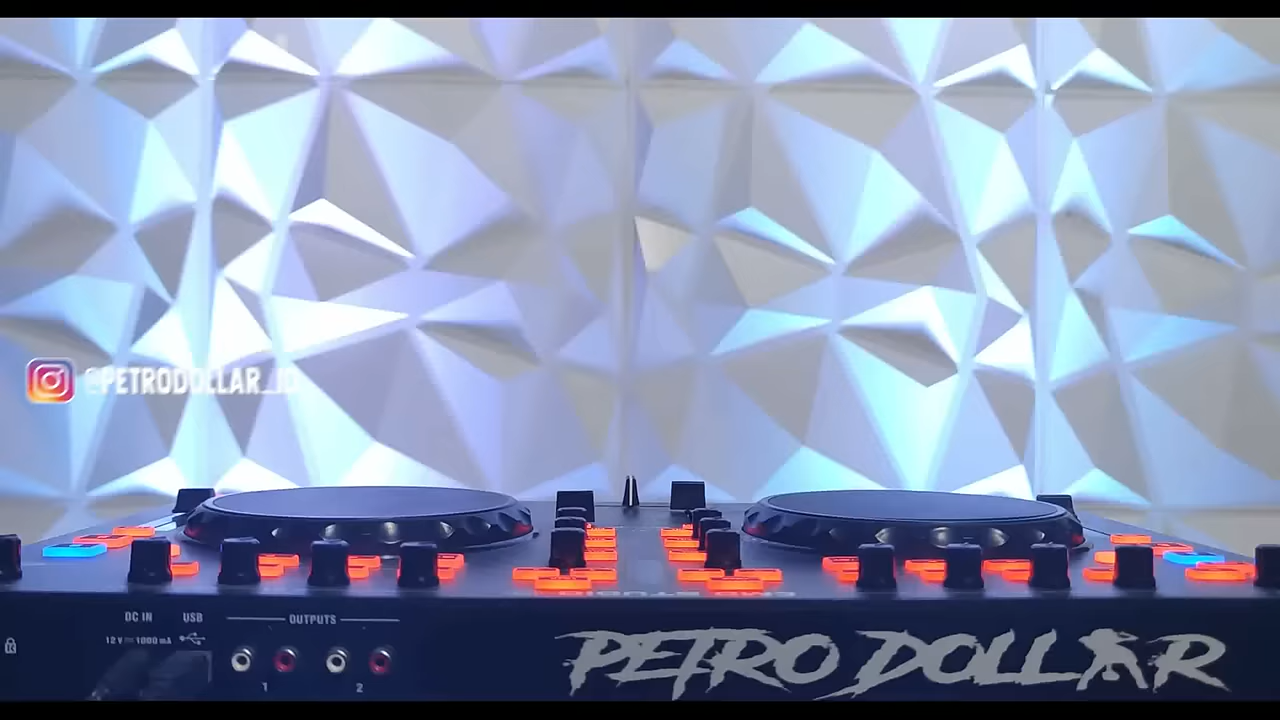 @PETRODOLLAR_ID
DC IN
USB
OUTPUTS
12 V 1000 mA
1
2
PETRO DOLLAR